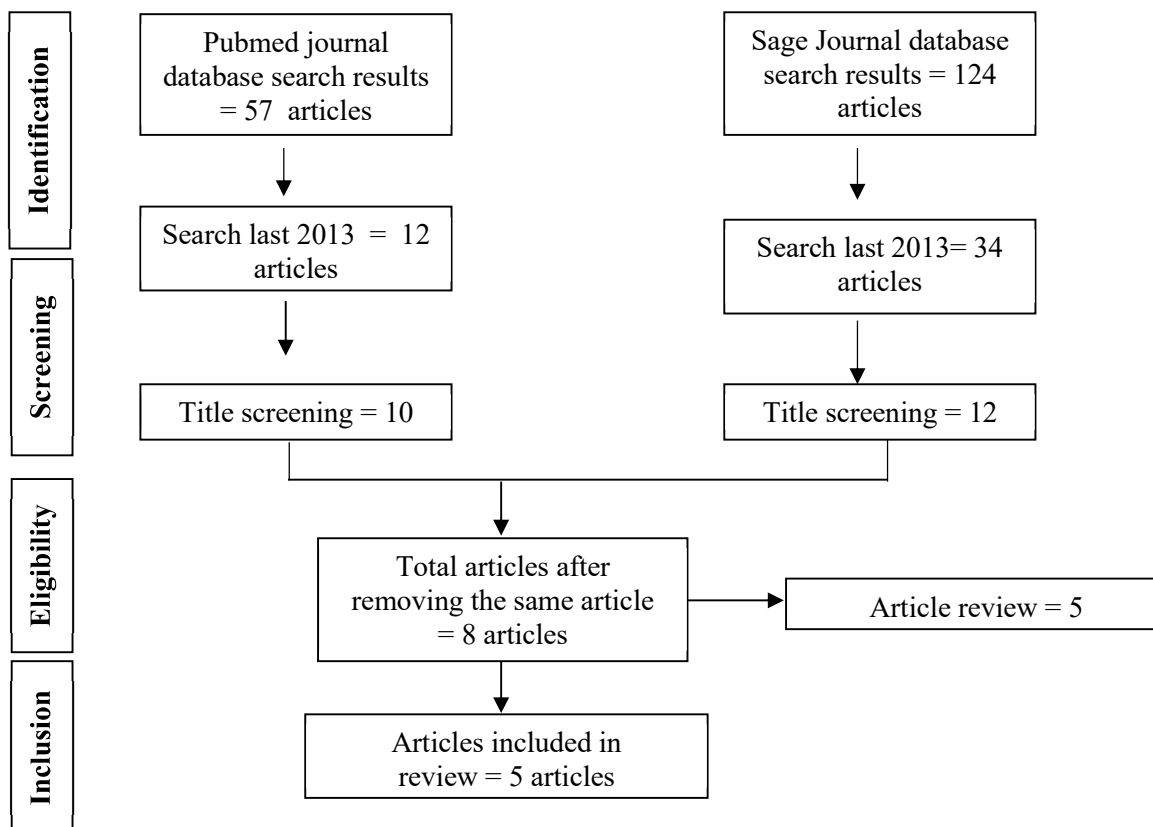 Identification
Pubmed journal
database search results
= 57 articles
Sage Journal database
search results = 124
articles
Search last 2013 = 12
articles
Search last 2013= 34
articles
Screening
Title screening = 10
Title screening = 12
Eligibility
Total articles after
removing the same article
= 8 articles
Article review = 5
Inclusion
Articles included in
review = 5 articles